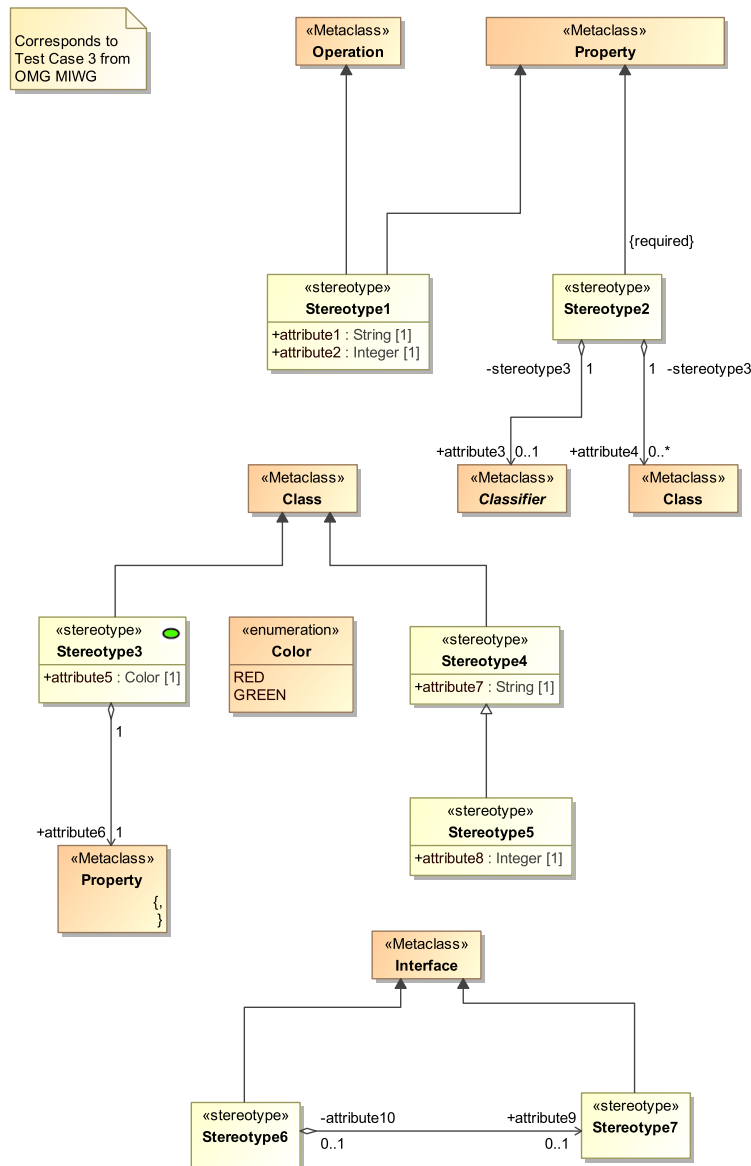 Corresponds to
Test Case 3 from
OMG MIWG
«Metaclass»
Operation
«Metaclass»
Property
{required}
«stereotype»
Stereotype1
+attribute1 : String [1]
+attribute2 : Integer [1]
«stereotype»
Stereotype2
-stereotype3 1
1 -stereotype3
+attribute3 0..1
+attribute4 0..*
«Metaclass»
Class
«Metaclass»
Classifier
«Metaclass»
Class
«stereotype»
Stereotype3
+attribute5 : Color [1]
«enumeration»
Color
RED
GREEN
«stereotype»
Stereotype4
+attribute7 : String [1]
1
+attribute6 1
«Metaclass»
Property
{,
}
«stereotype»
Stereotype5
+attribute8 : Integer [1]
«Metaclass»
Interface
«stereotype»
Stereotype6
-attribute10
0..1
+attribute9
0..1
«stereotype»
Stereotype7